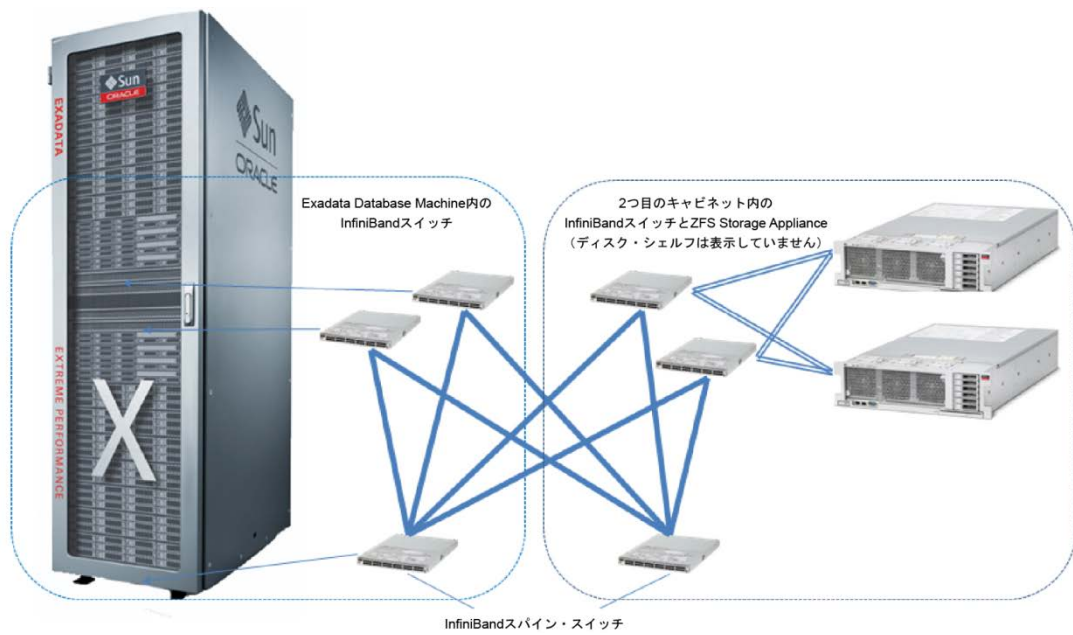 Sun
ORACLE
EXADATA
Sun
ORACLE
EXTREME PERFORMANCE
X
Exadata Database Machine内の
InfiniBandスイッチ
2つ目のキャビネット内の
InfiniBandスイッチとZFS Storage Appliance
（ディスク・シェルフは表示していません）
InfiniBandスパイン・スイッチ